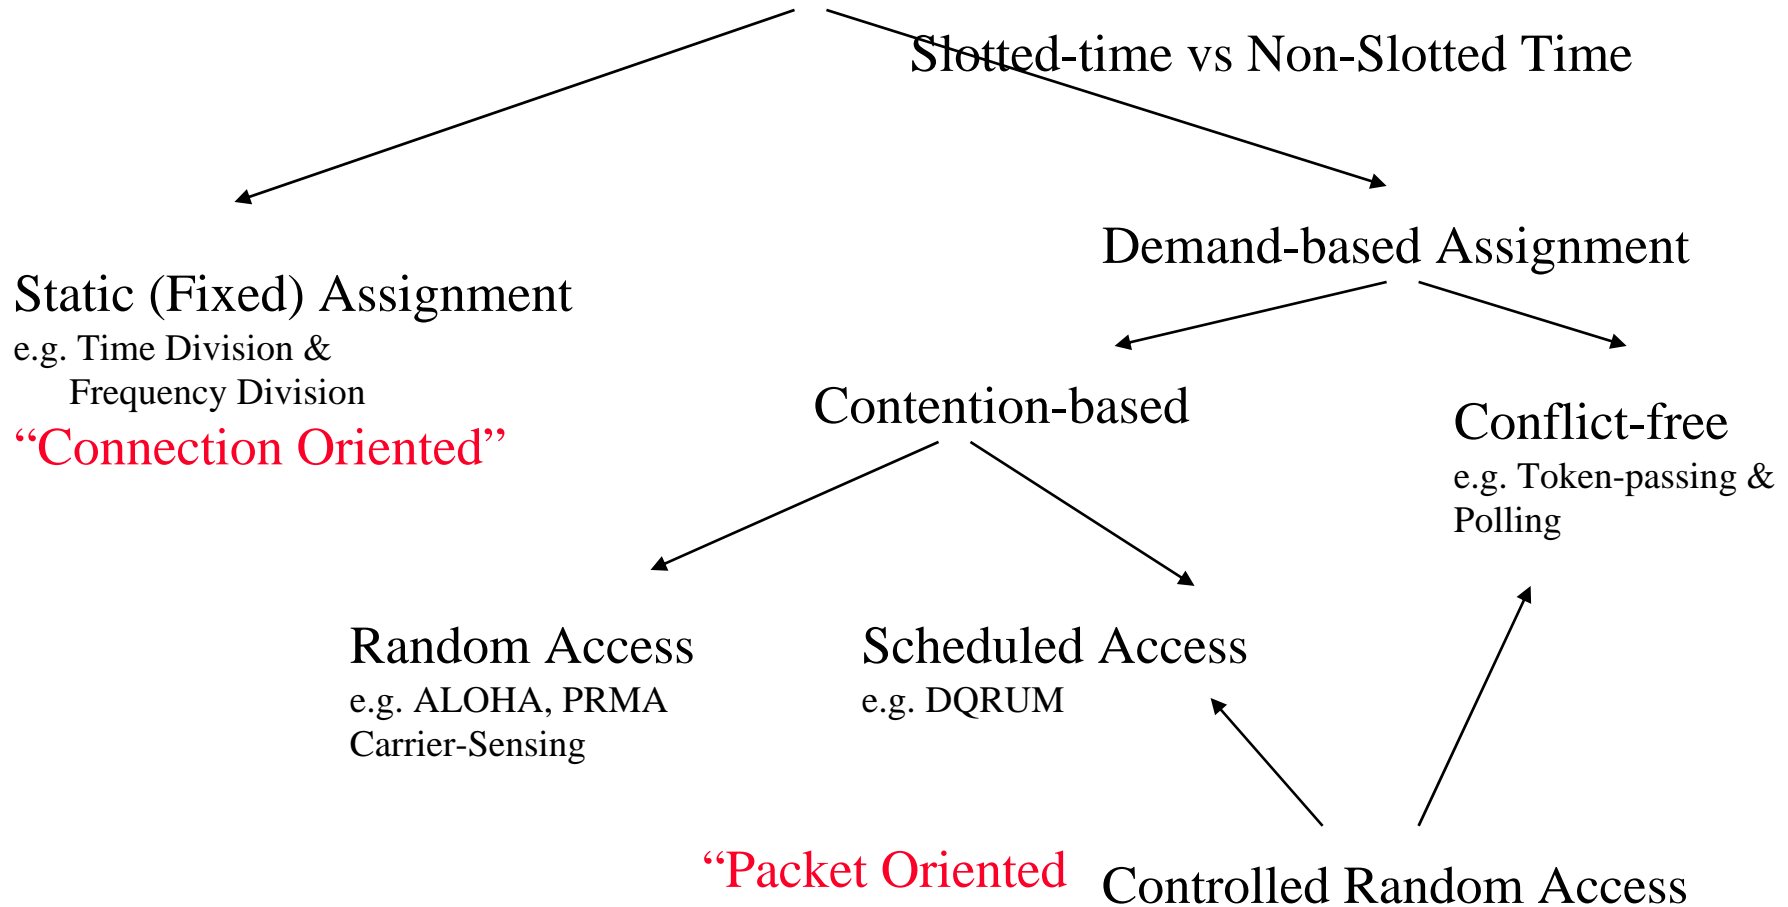 Slotted-time vs Non-Slotted Time
Demand-based Assignment
Static (Fixed) Assignment
e.g. Time Division &
Frequency Division
“Connection Oriented”
Contention-based
Conflict-free
e.g. Token-passing &
Polling
Random Access
e.g. ALOHA, PRMA
Carrier-Sensing
Scheduled Access
e.g. DQRUM
“Packet Oriented
Controlled Random Access